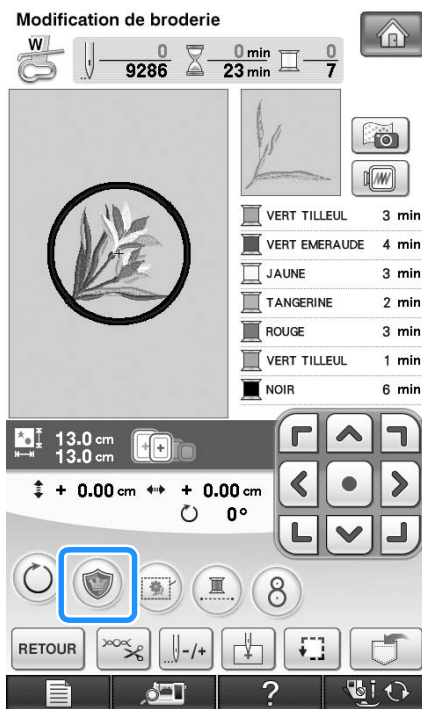 Modification de broderie
W
0
9286
0 min
23 min
0
7
VERT TILLEUL 3 min
VERT EMERAUDE 4 min
JAUNE 3 min
TANGERINE 2 min
ROUGE 3 min
VERT TILLEUL 1 min
NOIR 6 min
13.0 cm
13.0 cm
+ 0.00 cm + 0.00 cm
0°
8
RETOUR
-/+
?